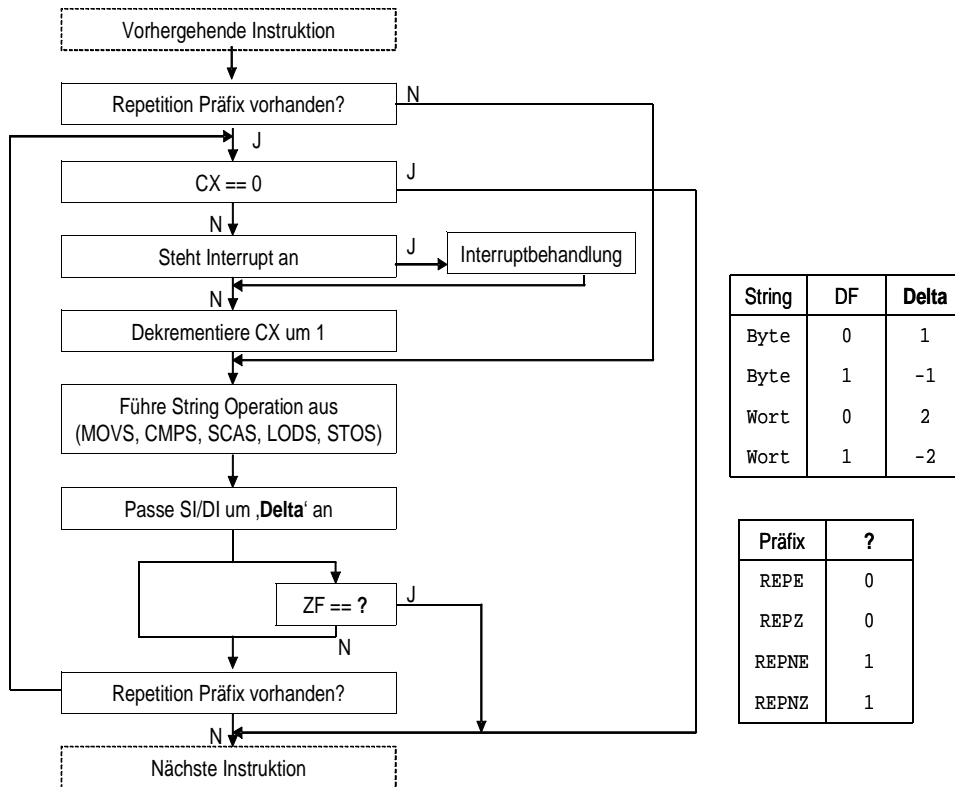 Vorhergehende Instruktion
Repetition Präfix vorhanden?
N
J
CX == 0
J
N
Steht Interrupt an
J
Interruptbehandlung
N
Dekrementiere CX um 1
Führe String Operation aus
(MOVS, CMPS, SCAS, LODS, STOS)
Passe SI/DI um ‚Delta‘ an
ZF == ?
J
N
Repetition Präfix vorhanden?
N
Nächste Instruktion
String DF Delta
Byte 0 1
Byte 1 -1
Wort 0 2
Wort 1 -2
Präfix ?
REPE 0
REPZ 0
REPNE 1
REPNZ 1